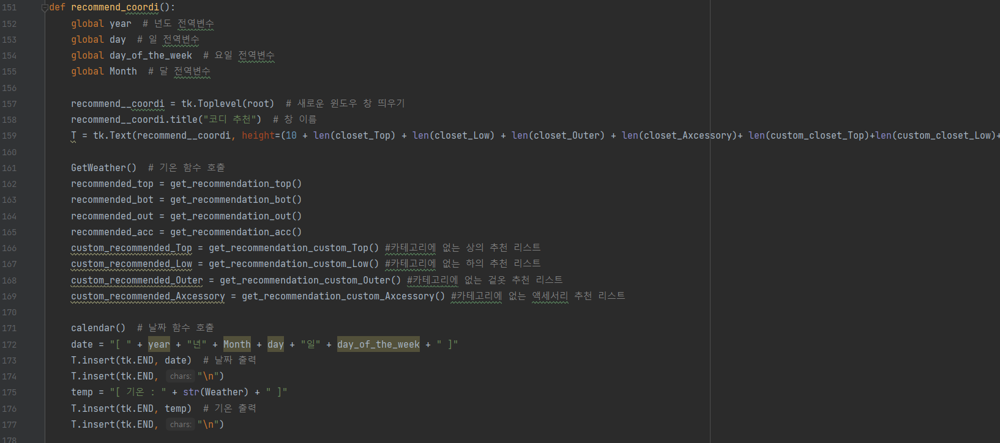 151 def recommend_coordi():
152 global year # 년도 전역변수
153 global day # 일 전역변수
154 global day_of_the_week # 요일 전역변수
155 global Month # 달 전역변수
156
157 recommend__coordi = tk.Toplevel(root) # 새로운 윈도우 창 띄우기
158 recommend__coordi.title("코디 추천") # 창 이름
159 T = tk.Text(recommend__coordi, height=(10 + len(closet_Top) + len(closet_Low) + len(closet_Outer) + len(closet_Axcessory)+ len(custom_closet_Top)+len(custom_closet_Low)+
160
161 GetWeather() # 기온 함수 호출
162 recommended_top = get_recommendation_top()
163 recommended_bot = get_recommendation_bot()
164 recommended_out = get_recommendation_out()
165 recommended_acc = get_recommendation_acc()
166 custom_recommended_Top = get_recommendation_custom_Top() #카테고리에 없는 상의 추천 리스트
167 custom_recommended_Low = get_recommendation_custom_Low() #카테고리에 없는 하의 추천 리스트
168 custom_recommended_Outer = get_recommendation_custom_Outer() #카테고리에 없는 겉옷 추천 리스트
169 custom_recommended_Axcessory = get_recommendation_custom_Axcessory() #카테고리에 없는 액세서리 추천 리스트
170
171 calendar() # 날짜 함수 호출
172 date = "[ " + year + "년" + Month + day + "일" + day_of_the_week + " ]"
173 T.insert(tk.END, date) # 날짜 출력
174 T.insert(tk.END, chars: "\n")
175 temp = "[ 기온 : " + str(Weather) + " ]"
176 T.insert(tk.END, temp) # 기온 출력
177 T.insert(tk.END, chars: "\n")
178